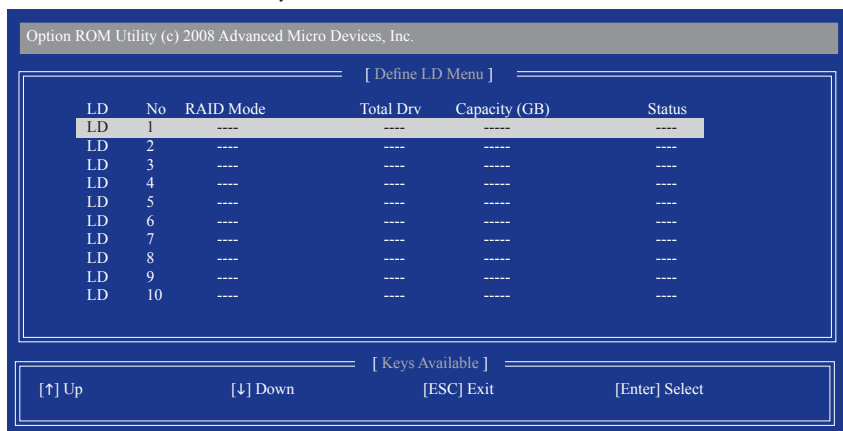 Option ROM Utility (c) 2008 Advanced Micro Devices, Inc.
[ Define LD Menu ]
LD No RAID Mode Total Drv Capacity (GB) Status
LD 1 ---- ---- ----- ----
LD 2 ---- ---- ----- ----
LD 3 ---- ---- ----- ----
LD 4 ---- ---- ----- ----
LD 5 ---- ---- ----- ----
LD 6 ---- ---- ----- ----
LD 7 ---- ---- ----- ----
LD 8 ---- ---- ----- ----
LD 9 ---- ---- ----- ----
LD 10 ---- ---- ----- ----
[ Keys Available ]
[↑] Up [↓] Down [ESC] Exit [Enter] Select